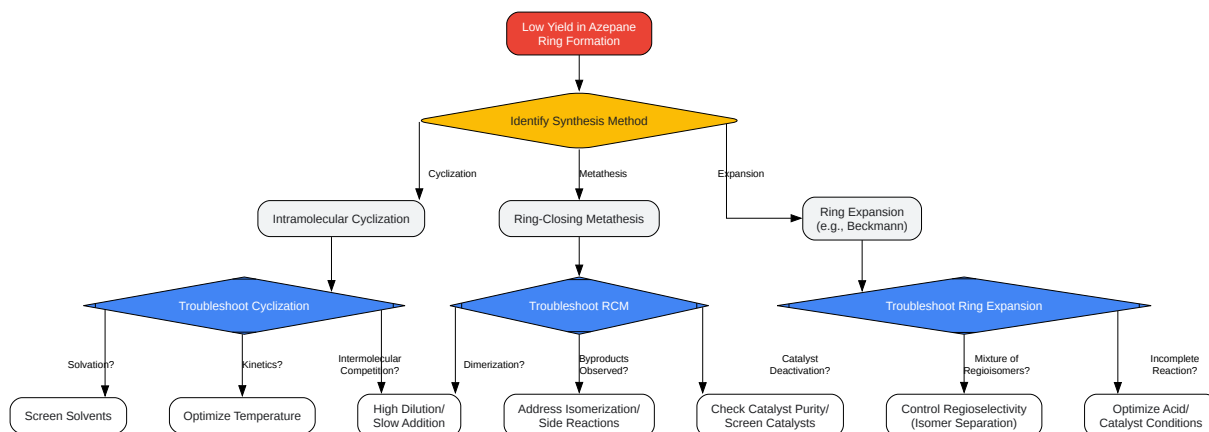 Low Yield in Azepane
Ring Formation
Identify Synthesis Method
Cyclization
Metathesis
Expansion
Intramolecular Cyclization
Ring-Closing Metathesis
Ring Expansion
(e.g., Beckmann)
Troubleshoot Cyclization
Troubleshoot RCM
Troubleshoot Ring Expansion
Solvation?
Kinetics?
Intermolecular
Competition?
Dimerization?
Byproducts
Observed?
Catalyst
Deactivation?
Mixture of
Regioisomers?
Incomplete
Reaction?
Screen Solvents
Optimize Temperature
High Dilution/
Slow Addition
Address Isomerization/
Side Reactions
Check Catalyst Purity/
Screen Catalysts
Control Regioselectivity
(Isomer Separation)
Optimize Acid/
Catalyst Conditions